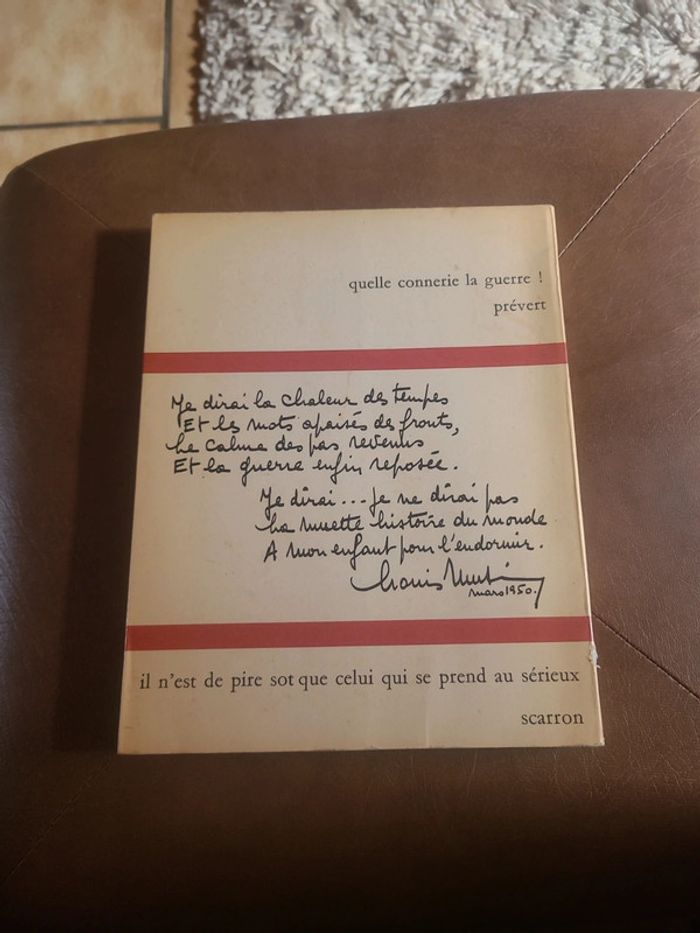 quelle connerie la guerre !
prévert
Je dirai la chaleur des tempes
Et les mots apaisés des fronts,
Le calme des pas revenus
Et la guerre enfin reposée.
Je dirai... Je ne dirai pas
La muette histoire du monde
A mon enfant pour l'endormir.
Louis
mars 1950.
il n'est de pire sot que celui qui se prend au sérieux
scarron